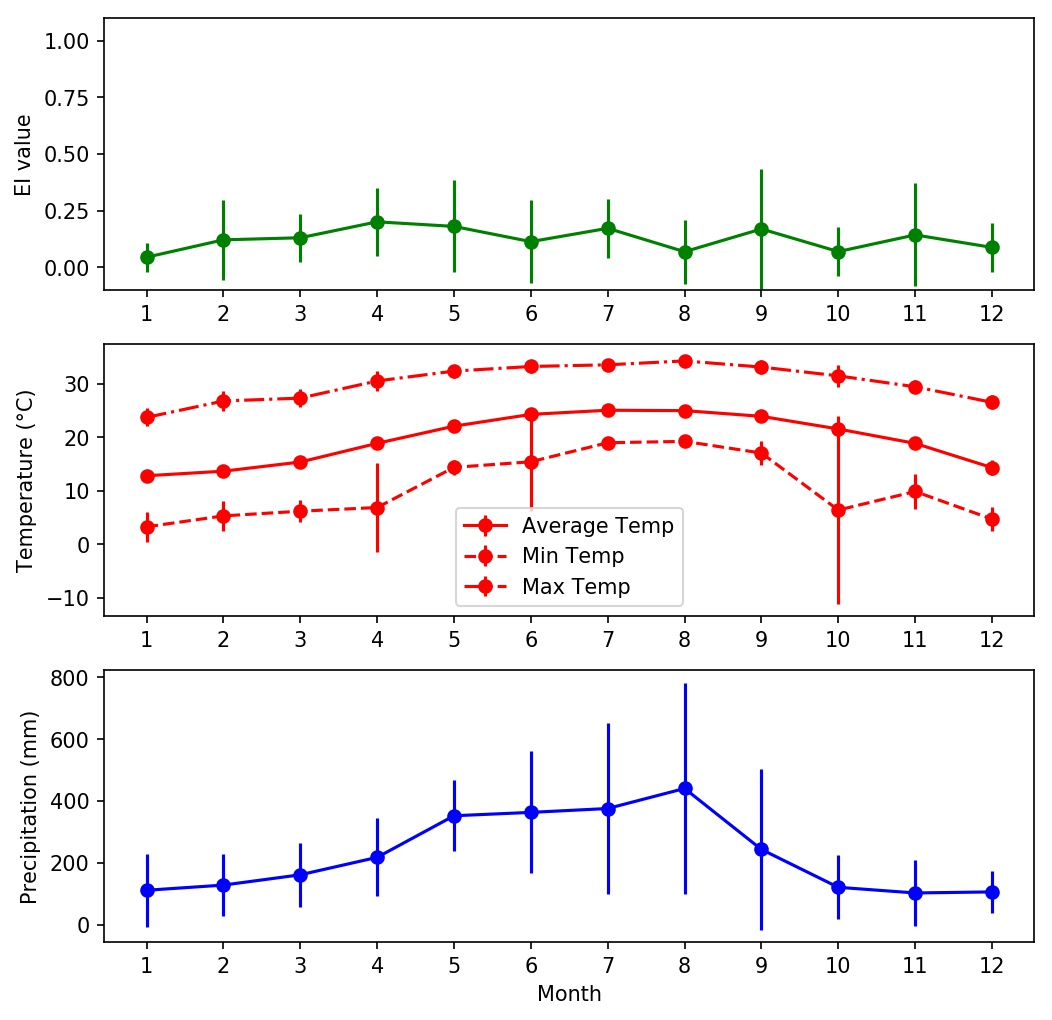 EI value
1.00
0.75
0.50
0.25
0.00
1 2 3 4 5 6 7 8 9 10 11 12
Temperature (°C)
30
20
10
0
−10
Average Temp
Min Temp
Max Temp
1 2 3 4 5 6 7 8 9 10 11 12
Precipitation (mm)
800
600
400
200
0
1 2 3 4 5 6 7 8 9 10 11 12
Month